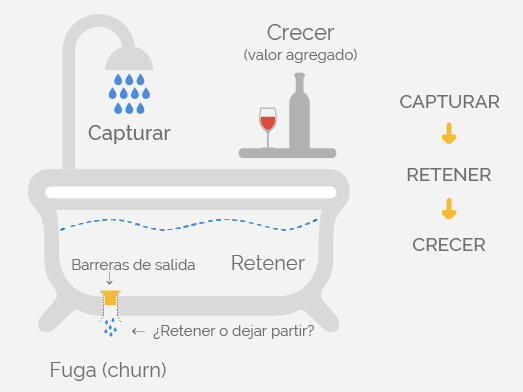 Crecer
(valor agregado)
Capturar
Barreras de salida
Retener
← ¿Retener o dejar partir?
Fuga (churn)
CAPTURAR
RETENER
CRECER